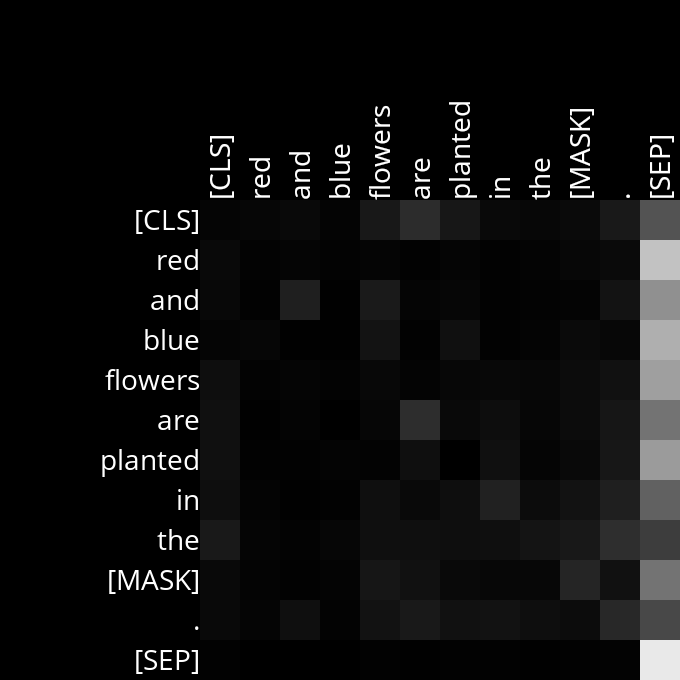 [CLS] red and blue flowers are planted in the [MASK] . [SEP]
[CLS]
red
and
blue
flowers
are
planted
in
the
[MASK]
.
[SEP]